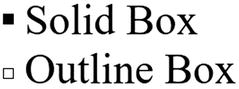 ▪ Solid Box
▫ Outline Box